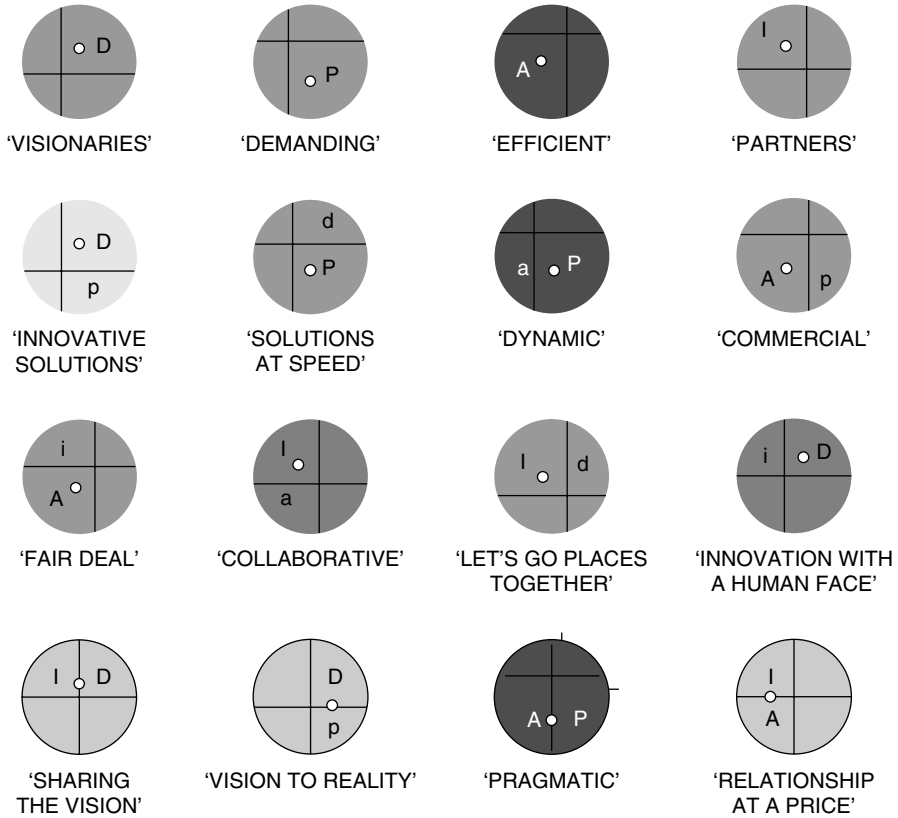 D
P
A
I
‘VISIONARIES’
‘DEMANDING’
‘EFFICIENT’
‘PARTNERS’
D
p
d
P
a
P
A
p
‘INNOVATIVE
SOLUTIONS’
‘SOLUTIONS
AT SPEED’
‘DYNAMIC’
‘COMMERCIAL’
i
A
I
a
I
d
i
D
‘FAIR DEAL’
‘COLLABORATIVE’
‘LET’S GO PLACES
TOGETHER’
‘INNOVATION WITH
A HUMAN FACE’
I D
D
p
A P
I
A
‘SHARING
THE VISION’
‘VISION TO REALITY’
‘PRAGMATIC’
‘RELATIONSHIP
AT A PRICE’